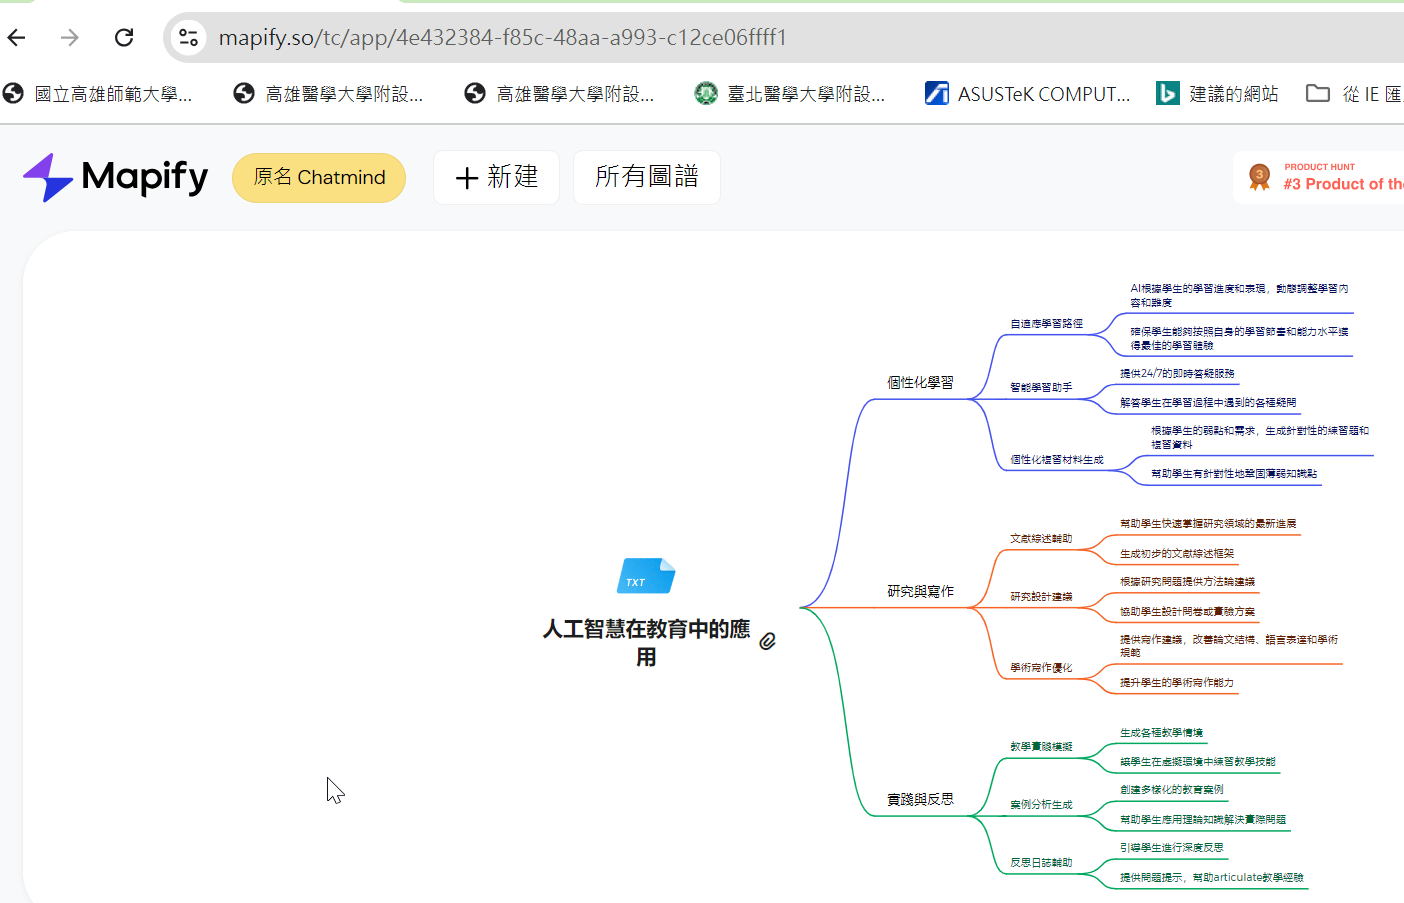 mapify.so/tc/app/4e432384-f85c-48aa-a993-c12ce06ffff1
國立高雄師範大學...
高雄醫學大學附設...
高雄醫學大學附設...
臺北醫學大學附設...
ASUSTeK COMPUT...
建議的網站
從 IE 匯
Mapify
原名 Chatmind
新建
所有圖譜
3
PRODUCT HUNT
#3 Product of the
TXT
人工智慧在教育中的應
用
個性化學習
自適應學習路徑
AI根據學生的學習進度和表現，動態調整學習內
容和難度
確保學生能夠按照自身的學習節奏和能力水平獲
得最佳的學習體驗
智能學習助手
提供24/7的即時答疑服務
解答學生在學習過程中遇到的各種疑問
個性化複習材料生成
根據學生的弱點和需求，生成針對性的練習題和
複習資料
幫助學生有針對性地鞏固薄弱知識點
研究與寫作
文獻綜述輔助
幫助學生快速掌握研究領域的最新進展
生成初步的文獻綜述框架
研究設計建議
根據研究問題提供方法論建議
協助學生設計問卷或實驗方案
學術寫作優化
提供寫作建議，改善論文結構、語言表達和學術
規範
提升學生的學術寫作能力
實踐與反思
教學實踐模擬
生成各種教學情境
讓學生在虛擬環境中練習教學技能
案例分析生成
創建多樣化的教育案例
幫助學生應用理論知識解決實際問題
反思日誌輔助
引導學生進行深度反思
提供問題提示，幫助articulate教學經驗